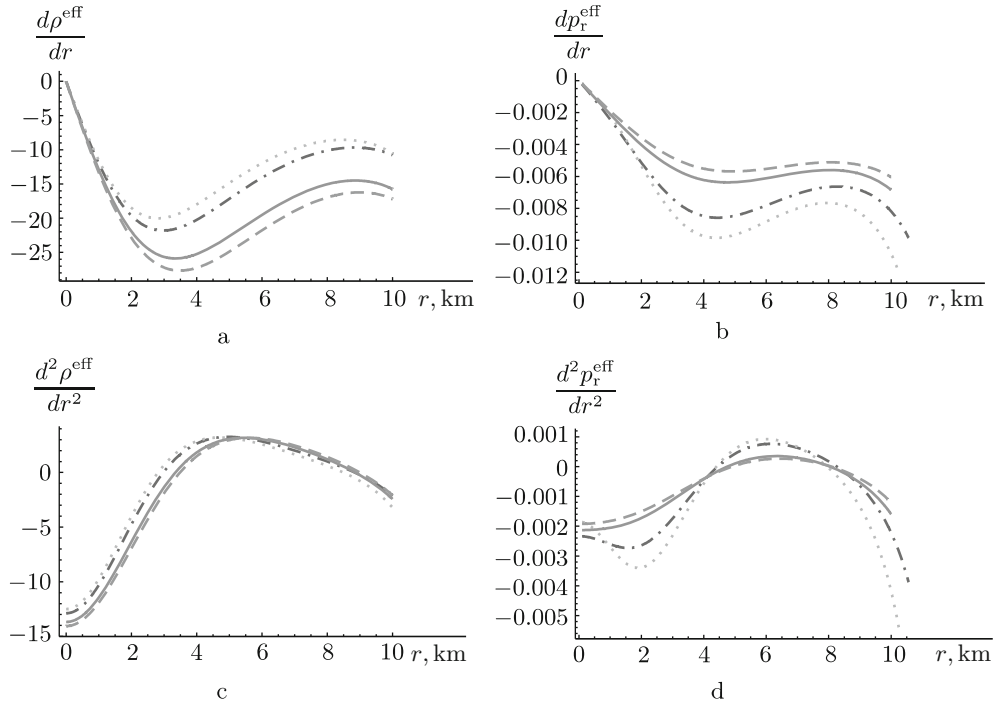 dρ^eff
dr
0
−5
−10
−15
−20
−25
0 2 4 6 8 10 r, km
a
dp_r^eff
dr
0
−0.002
−0.004
−0.006
−0.008
−0.010
−0.012
0 2 4 6 8 10 r, km
b
d²ρ^eff
dr²
0
−5
−10
−15
0 2 4 6 8 10 r, km
c
d²p_r^eff
dr²
0.001
0
−0.001
−0.002
−0.003
−0.004
−0.005
0 2 4 6 8 10 r, km
d